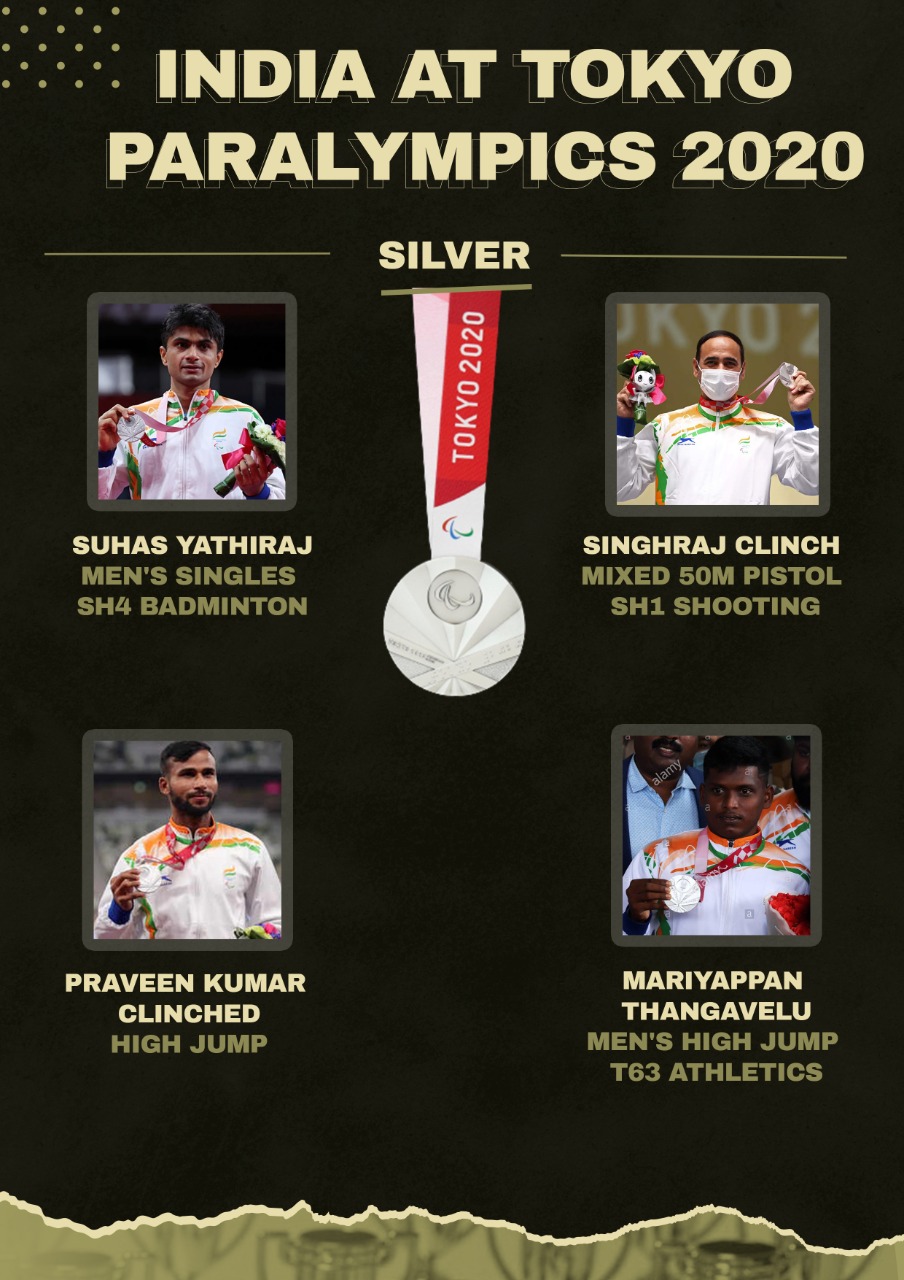 INDIA AT TOKYO
PARALYMPICS 2020
SILVER
TOKYO 2020
SUHAS YATHIRAJ
MEN'S SINGLES
SH4 BADMINTON
SINGHRAJ CLINCH
MIXED 50M PISTOL
SH1 SHOOTING
PRAVEEN KUMAR
CLINCHED
HIGH JUMP
alamy
a
a
MARIYAPPAN
THANGAVELU
MEN'S HIGH JUMP
T63 ATHLETICS